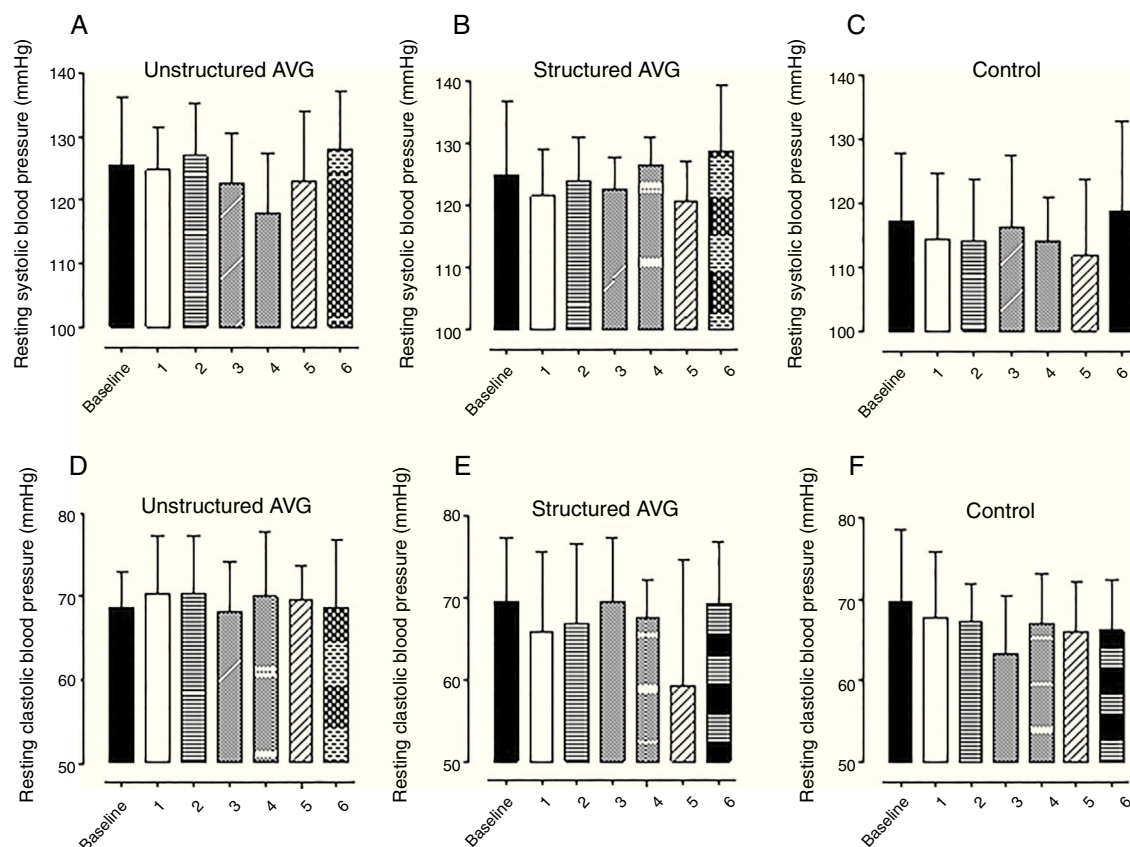 A
Unstructured AVG
Resting systolic blood pressure (mmHg)
140
130
120
110
100
Baseline 1 2 3 4 5 6
B
Structured AVG
Resting systolic blood pressure (mmHg)
140
130
120
110
100
Baseline 1 2 3 4 5 6
C
Control
Resting systolic blood pressure (mmHg)
140
130
120
110
100
Baseline 1 2 3 4 5 6
D
Unstructured AVG
Resting clastolic blood pressure (mmHg)
80
70
60
50
Baseline 1 2 3 4 5 6
E
Structured AVG
Resting clastolic blood pressure (mmHg)
80
70
60
50
Baseline 1 2 3 4 5 6
F
Control
Resting clastolic blood pressure (mmHg)
80
70
60
50
Baseline 1 2 3 4 5 6